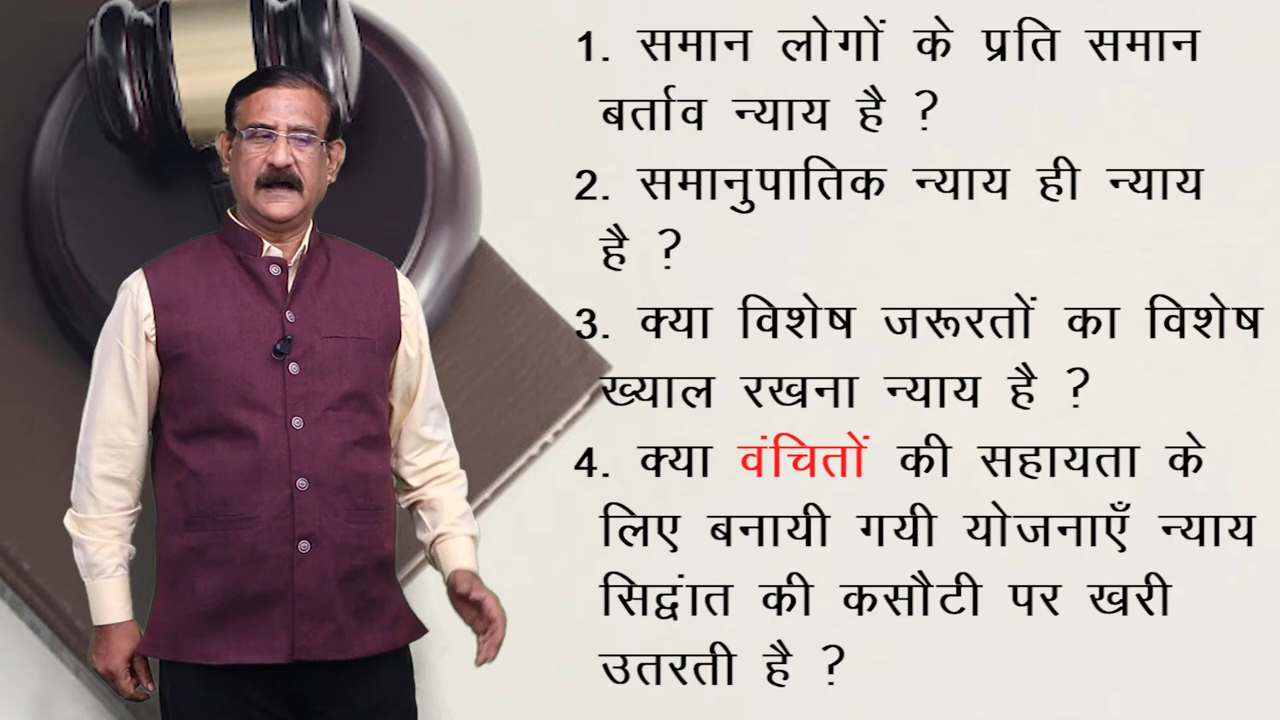 1. समान लोगों के प्रति समान
बर्ताव न्याय है ?
2. समानुपातिक न्याय ही न्याय
है ?
3. क्या विशेष जरूरतों का विशेष
ख्याल रखना न्याय है ?
4. क्या वंचितों की सहायता के
लिए बनायी गयी योजनाएँ न्याय
सिद्वांत की कसौटी पर खरी
उतरती है ?